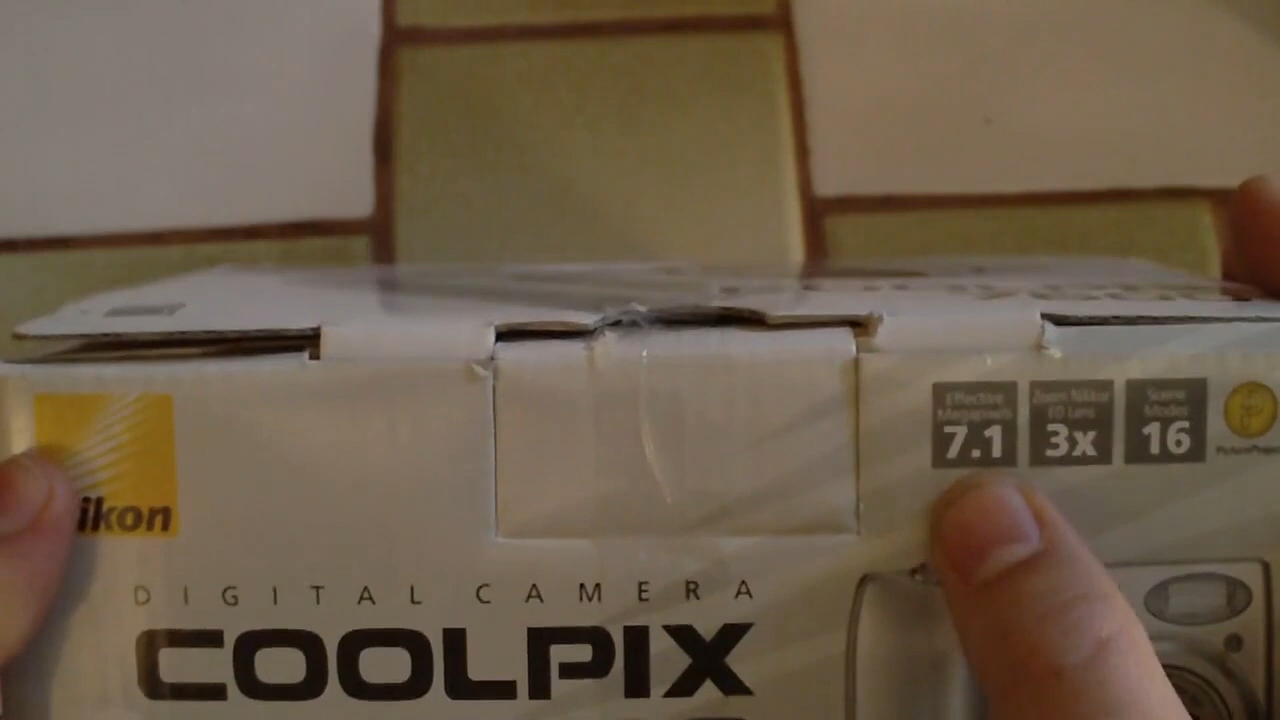 ikon
Effective
Megapixels
7.1
Zoom Nikkor
ED Lens
3x
Scene
Modes
16
DIGITAL CAMERA
COOLPIX